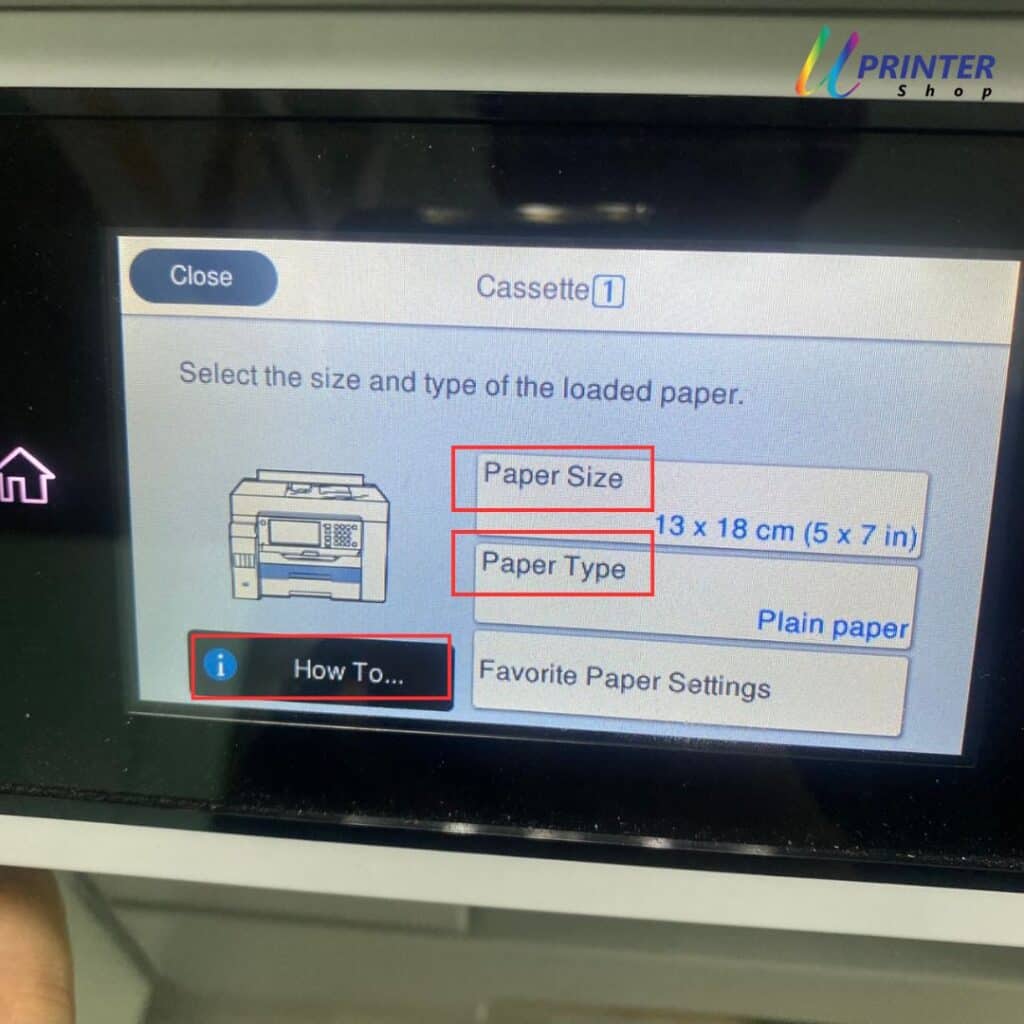 UPRINTER
Shop
Close
Cassette 1
Select the size and type of the loaded paper.
Paper Size
13 x 18 cm (5 x 7 in)
Paper Type
Plain paper
i How To...
Favorite Paper Settings